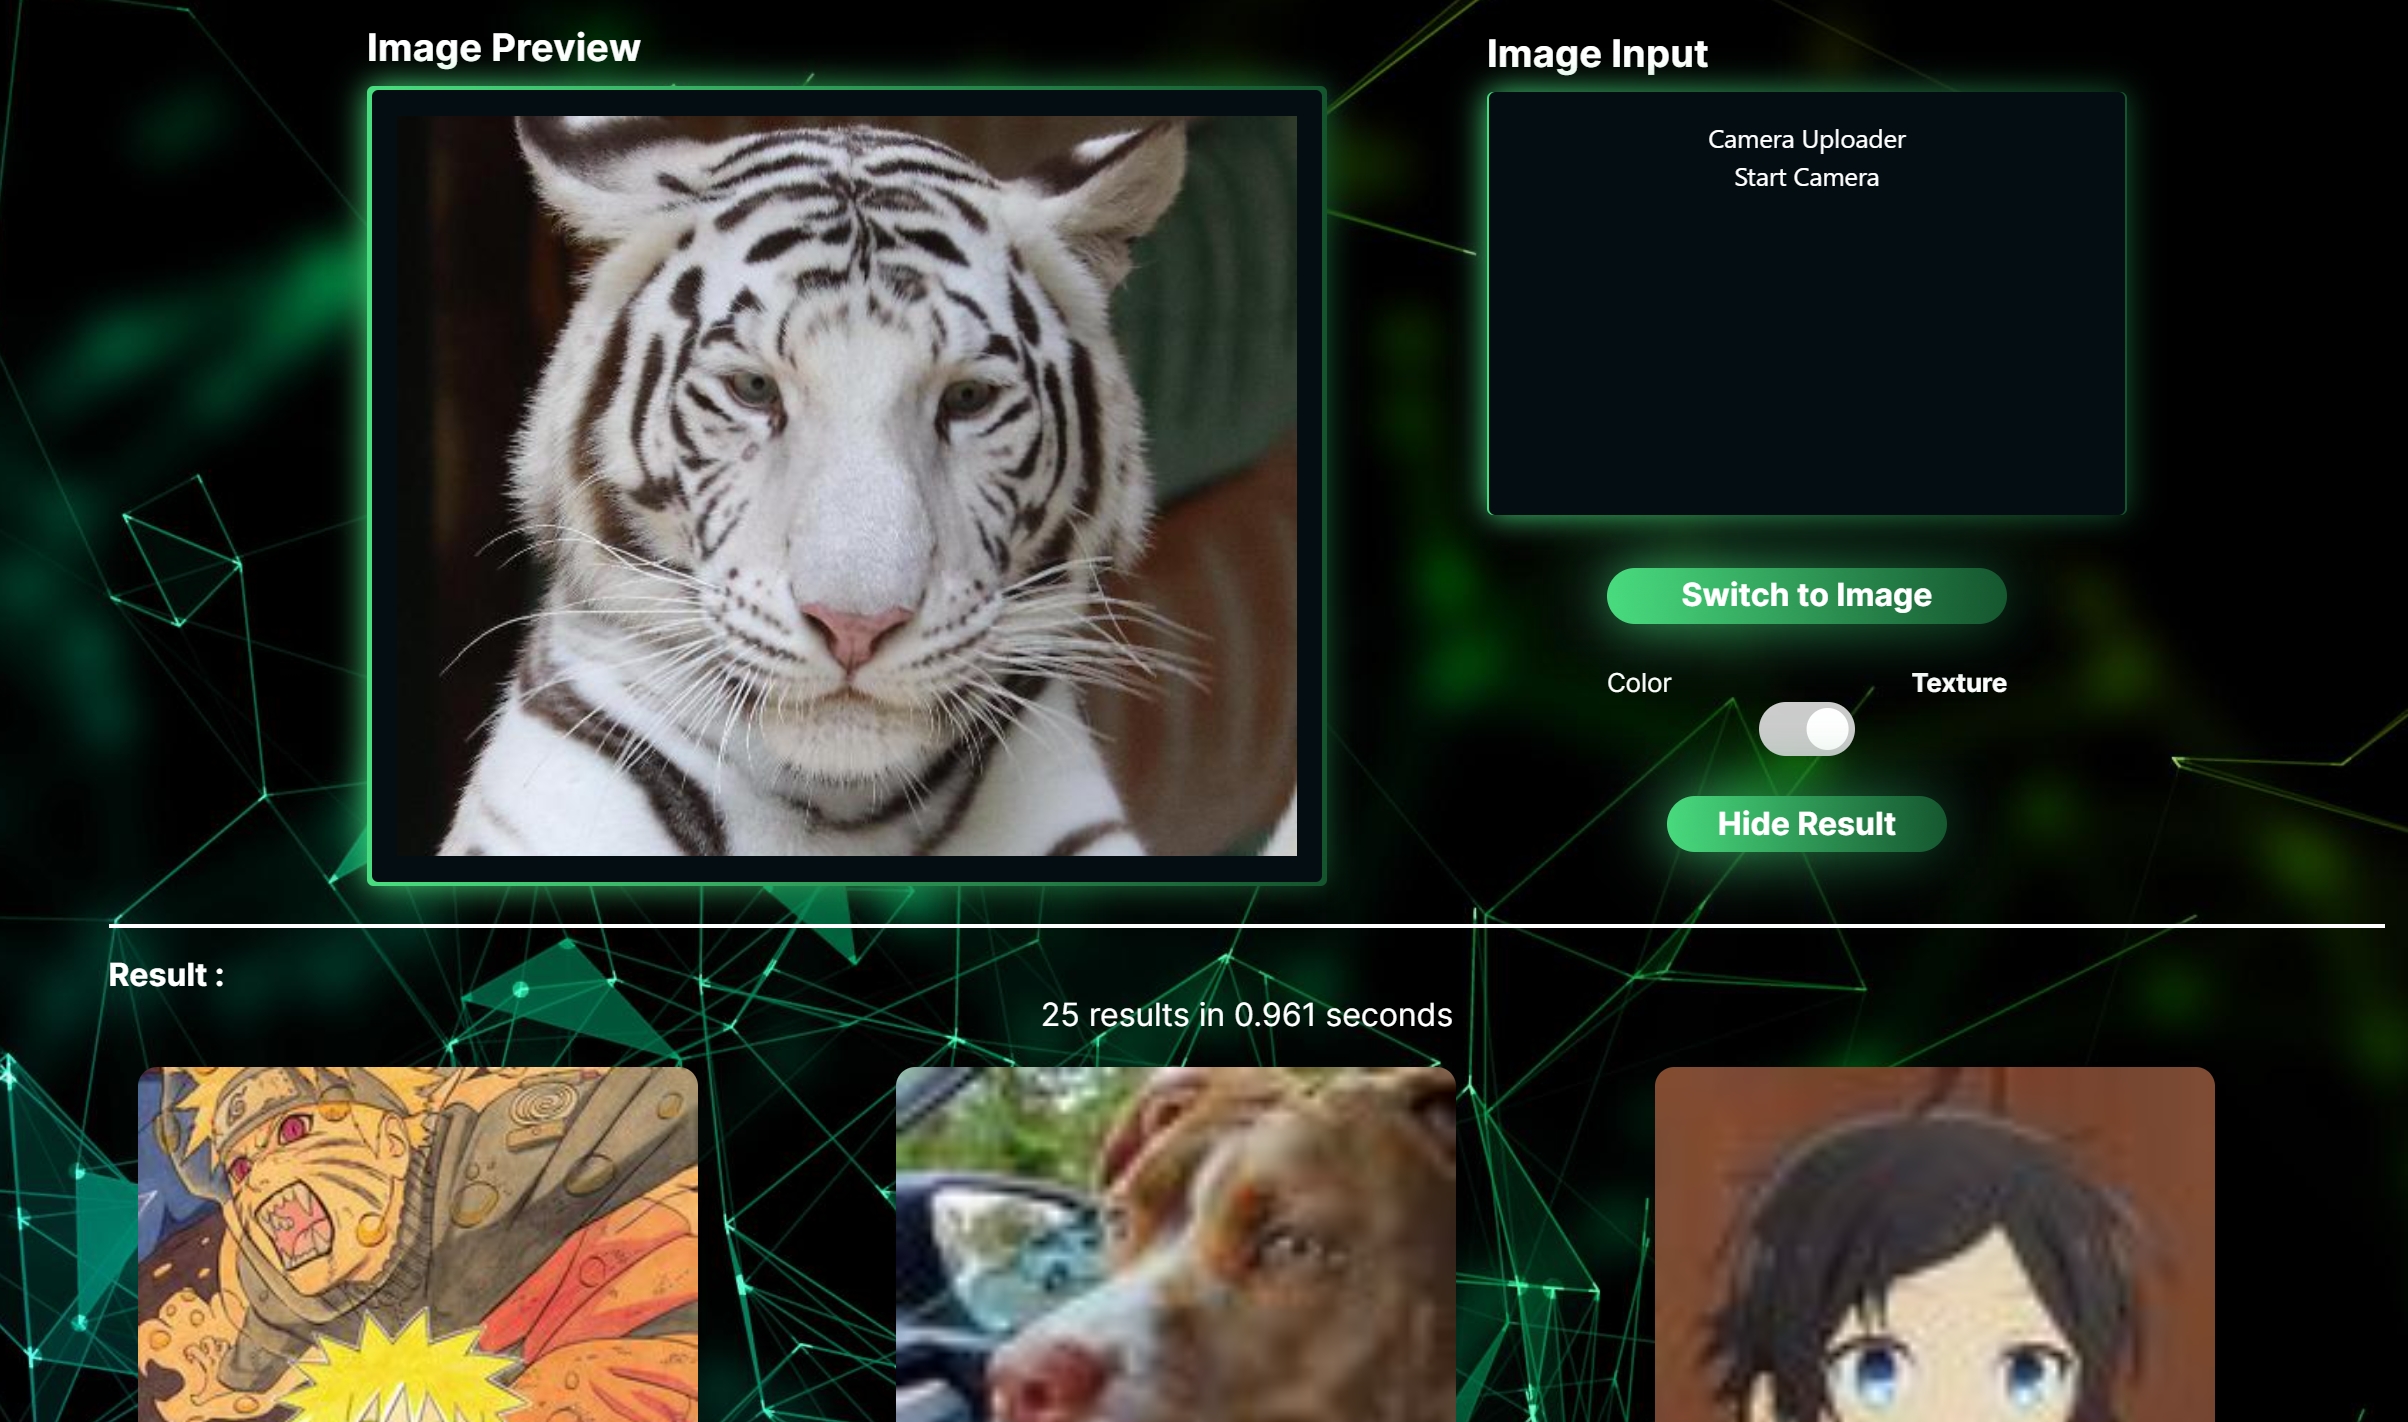 Image Preview
Image Input
Camera Uploader
Start Camera
Switch to Image
Color
Texture
Hide Result
Result :
25 results in 0.961 seconds